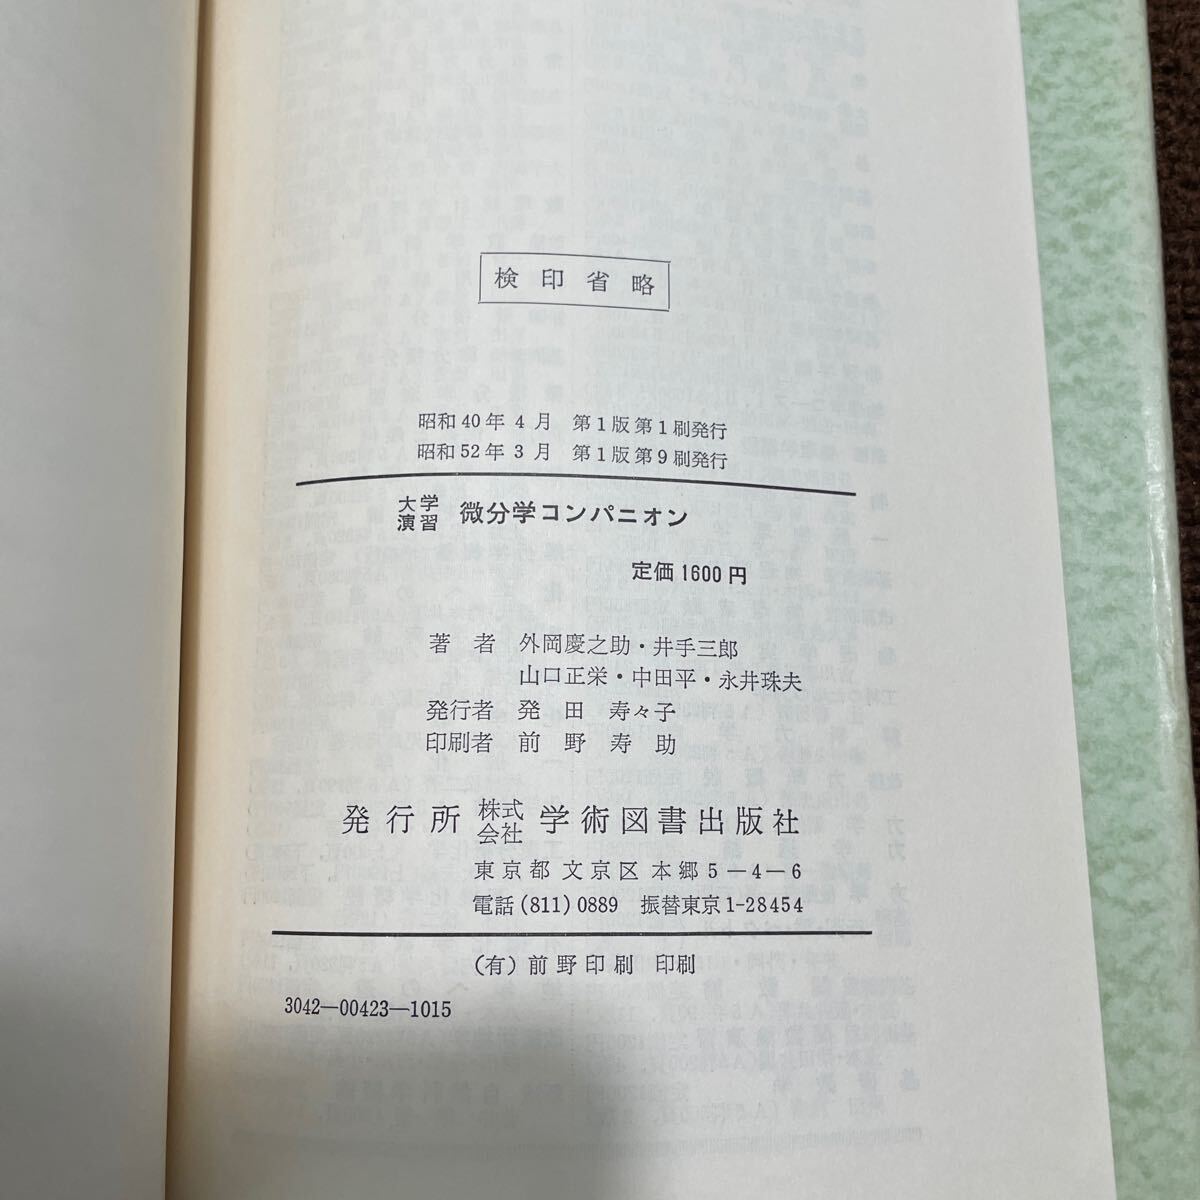 検印省略
昭和40年4月 第1版第1刷発行
昭和52年3月 第1版第9刷発行
大学演習 微分学コンパニオン
定価1600円
著者 外岡慶之助・井手三郎
山口正栄・中田平・永井珠夫
発行者 発田寿々子
印刷者 前野寿助
発行所 株式会社 学術図書出版社
東京都文京区本郷5―4―6
電話(811)0889 振替東京1-28454
(有)前野印刷 印刷
3042―00423―1015